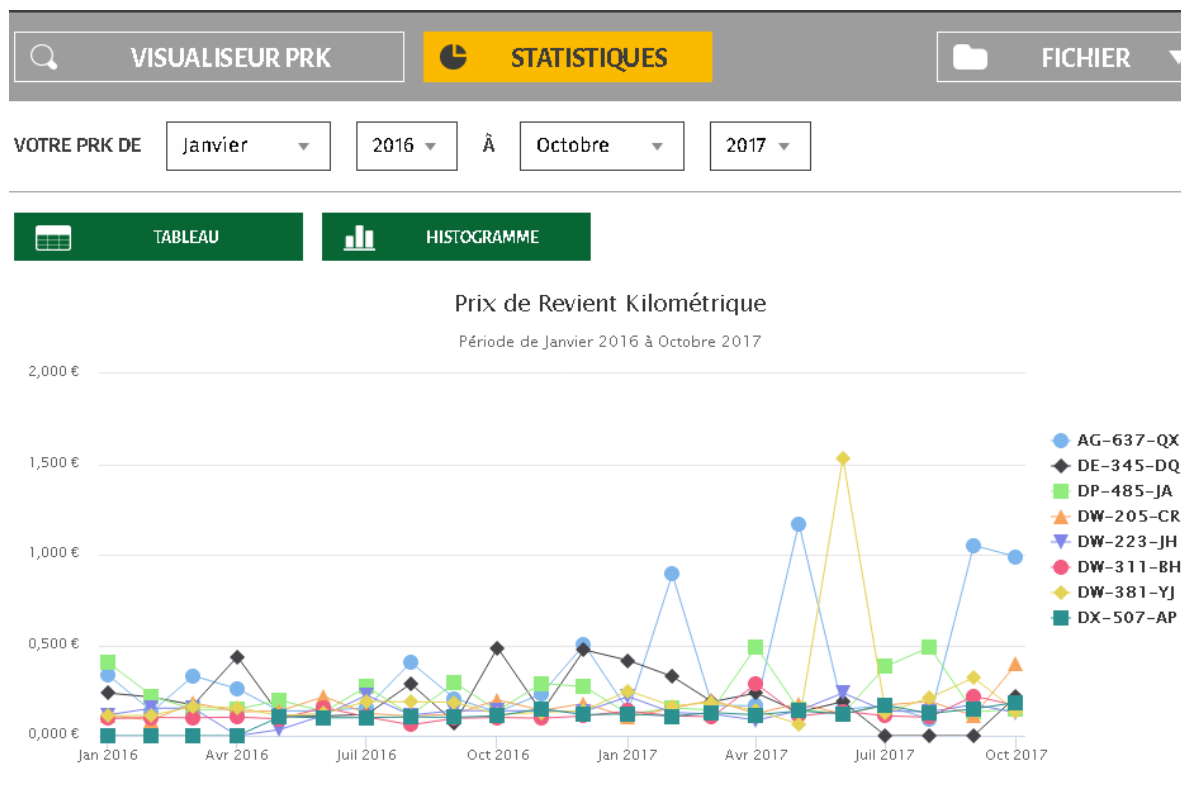 VISUALISEUR PRK STATISTIQUES FICHIER
VOTRE PRK DE Janvier 2016 À Octobre 2017
TABLEAU HISTOGRAMME
Prix de Revient Kilométrique
Période de Janvier 2016 à Octobre 2017
2,000 €
1,500 €
1,000 €
0,500 €
0,000 €
Jan 2016 Avr 2016 Juil 2016 Oct 2016 Jan 2017 Avr 2017 Juil 2017 Oct 2017
AG-637-QX
DE-345-DQ
DP-485-JA
DW-205-CR
DW-223-JH
DW-311-BH
DW-381-YJ
DX-507-AP